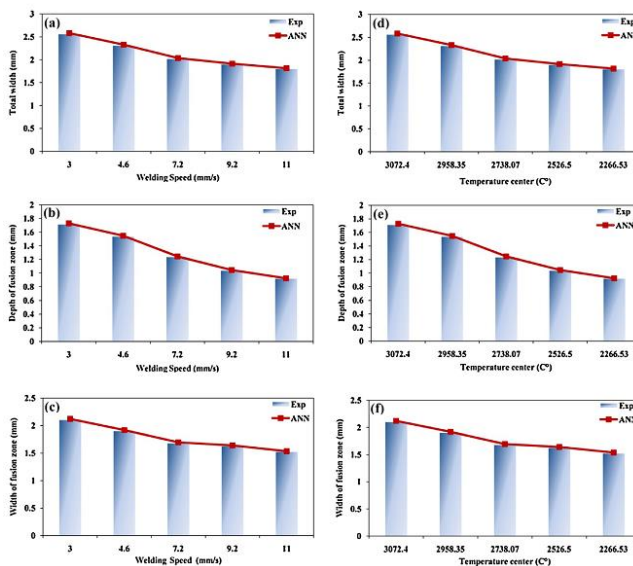 (a)
Exp
ANN
Total width (mm)
3
2.5
2
1.5
1
0.5
0
3 4.6 7.2 9.2 11
Welding Speed (mm/s)
(d)
Exp
ANN
Total width (mm)
3
2.5
2
1.5
1
0.5
0
3072.4 2958.35 2738.07 2526.5 2266.53
Temperature center (C°)
(b)
Exp
ANN
Depth of fusion zone (mm)
2
1.8
1.6
1.4
1.2
1
0.8
0.6
0.4
0.2
0
3 4.6 7.2 9.2 11
Welding Speed (mm/s)
(e)
Exp
ANN
Depth of fusion zone (mm)
2
1.8
1.6
1.4
1.2
1
0.8
0.6
0.4
0.2
0
3072.4 2958.35 2738.07 2526.5 2266.53
Temperature center (C°)
(c)
Exp
ANN
Width of fusion zone (mm)
2.5
2
1.5
1
0.5
0
3 4.6 7.2 9.2 11
Welding Speed (mm/s)
(f)
Exp
Width of fusion zone (mm)
2.5
2
1.5
1
0.5
0
3072.4 2958.35 2738.07 2526.5 2266.53
Temperature center (C°)